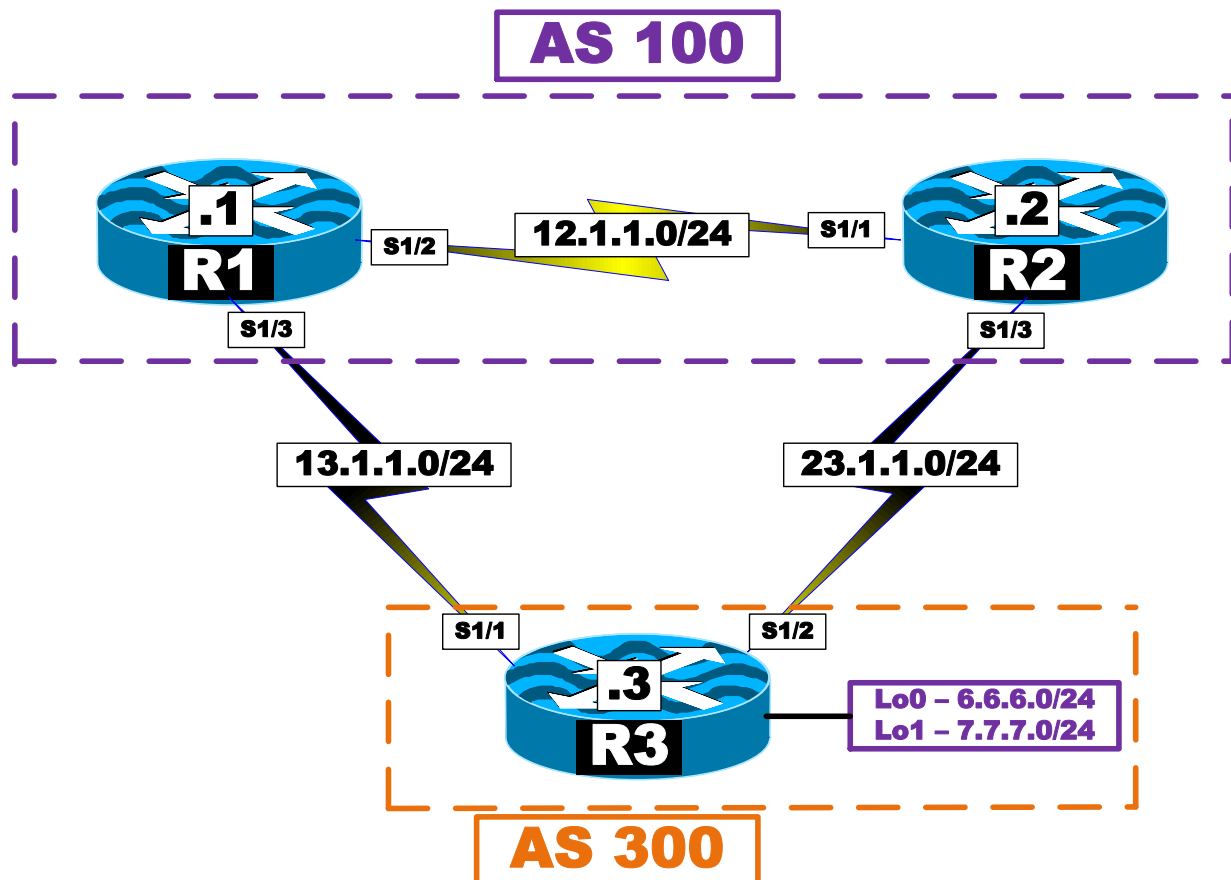 AS 100
.1
R1
S1/2
12.1.1.0/24
S1/1
.2
R2
S1/3
S1/3
13.1.1.0/24
23.1.1.0/24
S1/1
S1/2
.3
R3
Lo0 – 6.6.6.0/24
Lo1 – 7.7.7.0/24
AS 300